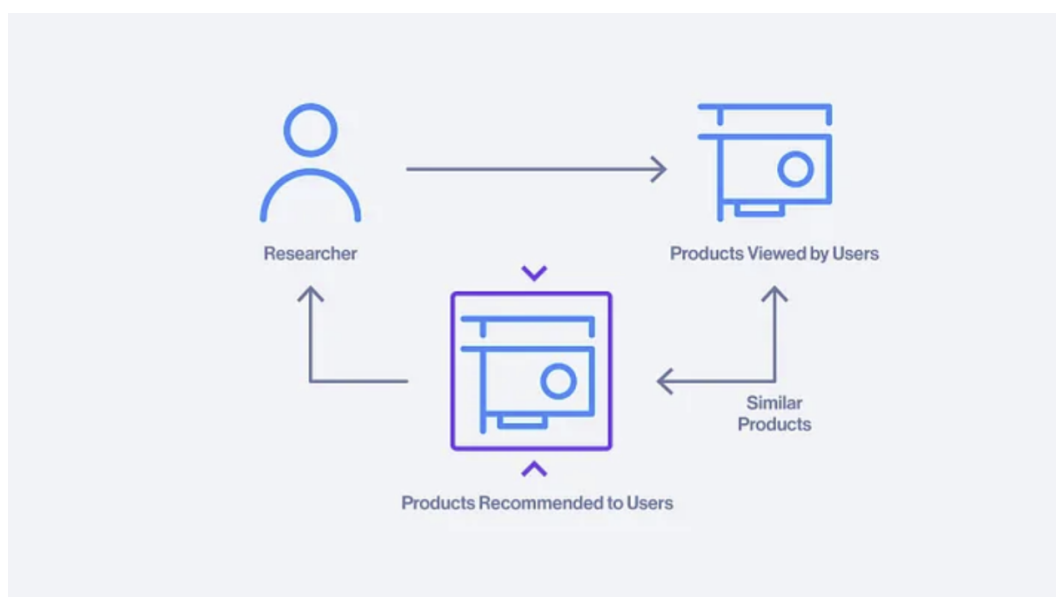 Researcher
Products Viewed by Users
Similar
Products
Products Recommended to Users